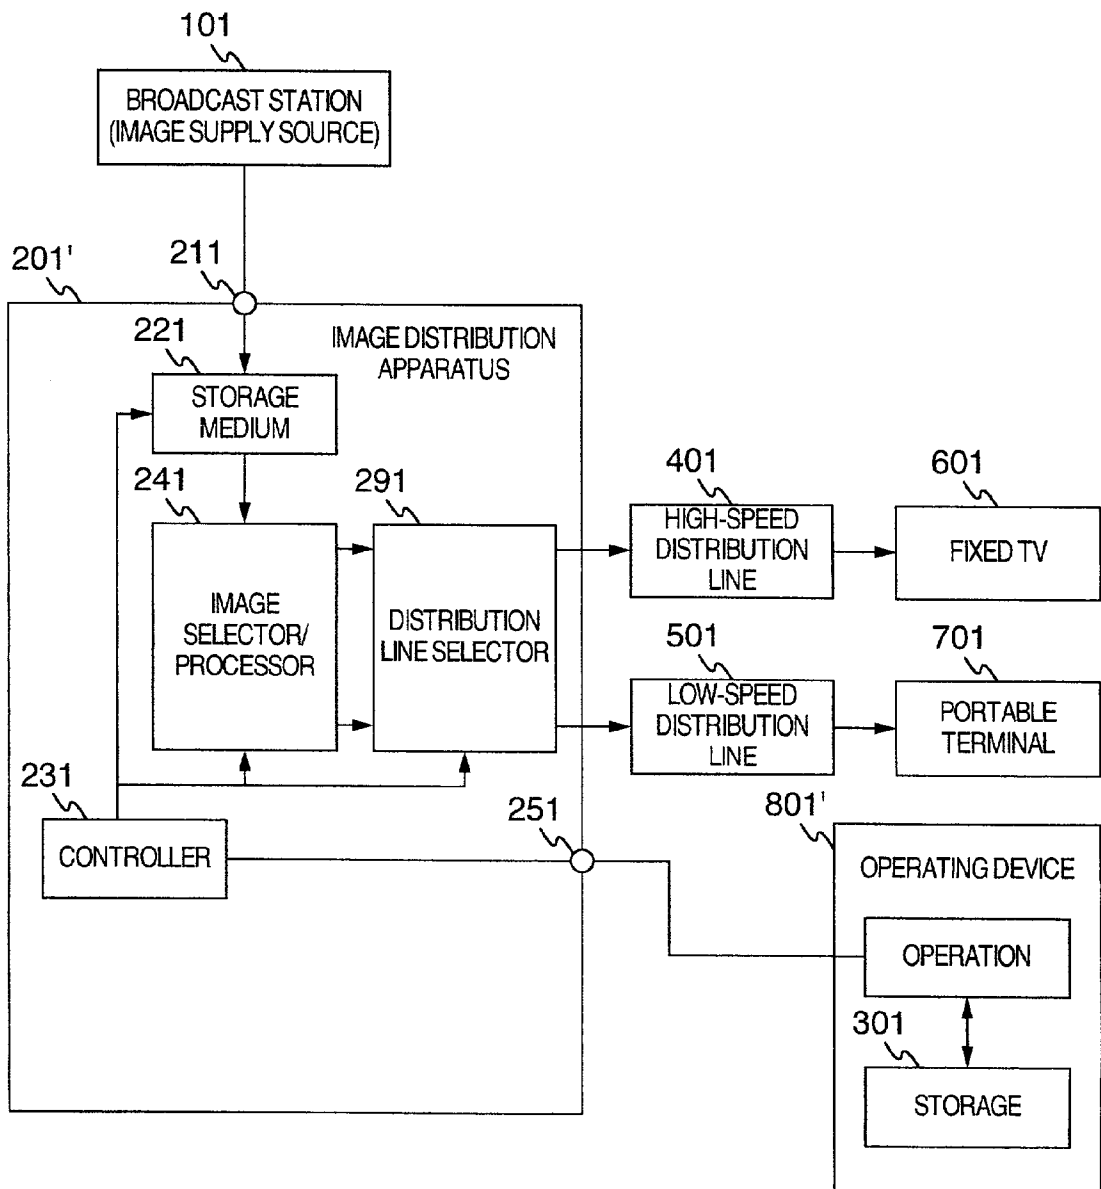 101
BROADCAST STATION
(IMAGE SUPPLY SOURCE)
201'
211
IMAGE DISTRIBUTION
APPARATUS
221
STORAGE
MEDIUM
241
IMAGE
SELECTOR/
PROCESSOR
291
DISTRIBUTION
LINE SELECTOR
401
HIGH-SPEED
DISTRIBUTION
LINE
601
FIXED TV
501
LOW-SPEED
DISTRIBUTION
LINE
701
PORTABLE
TERMINAL
231
CONTROLLER
251
801'
OPERATING DEVICE
OPERATION
301
STORAGE